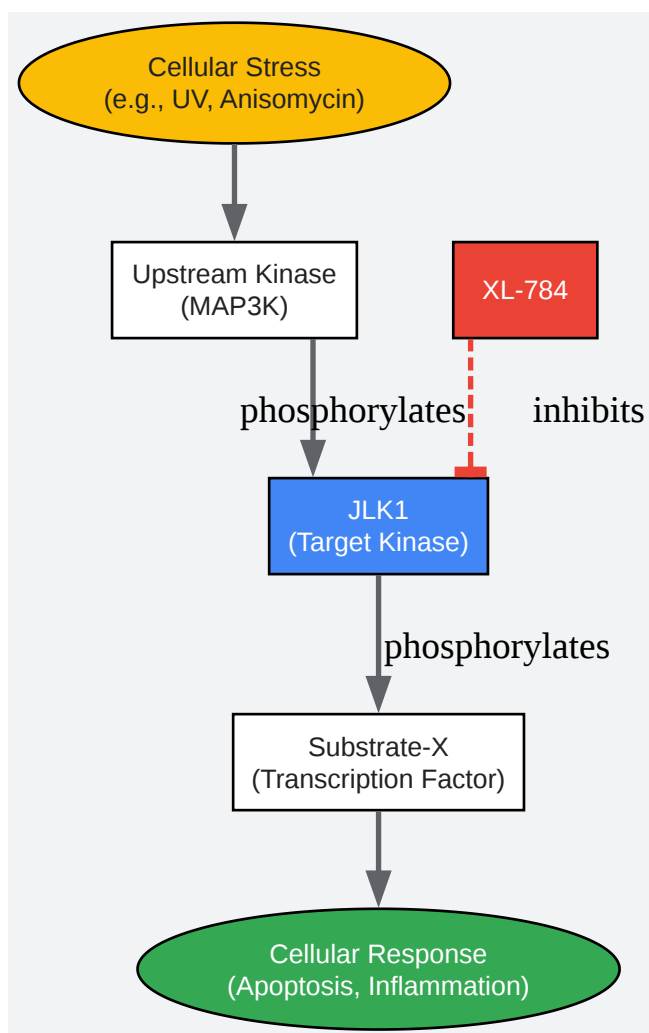 Cellular Stress
(e.g., UV, Anisomycin)
Upstream Kinase
(MAP3K)
XL-784
phosphorylates
inhibits
JLK1
(Target Kinase)
phosphorylates
Substrate-X
(Transcription Factor)
Cellular Response
(Apoptosis, Inflammation)